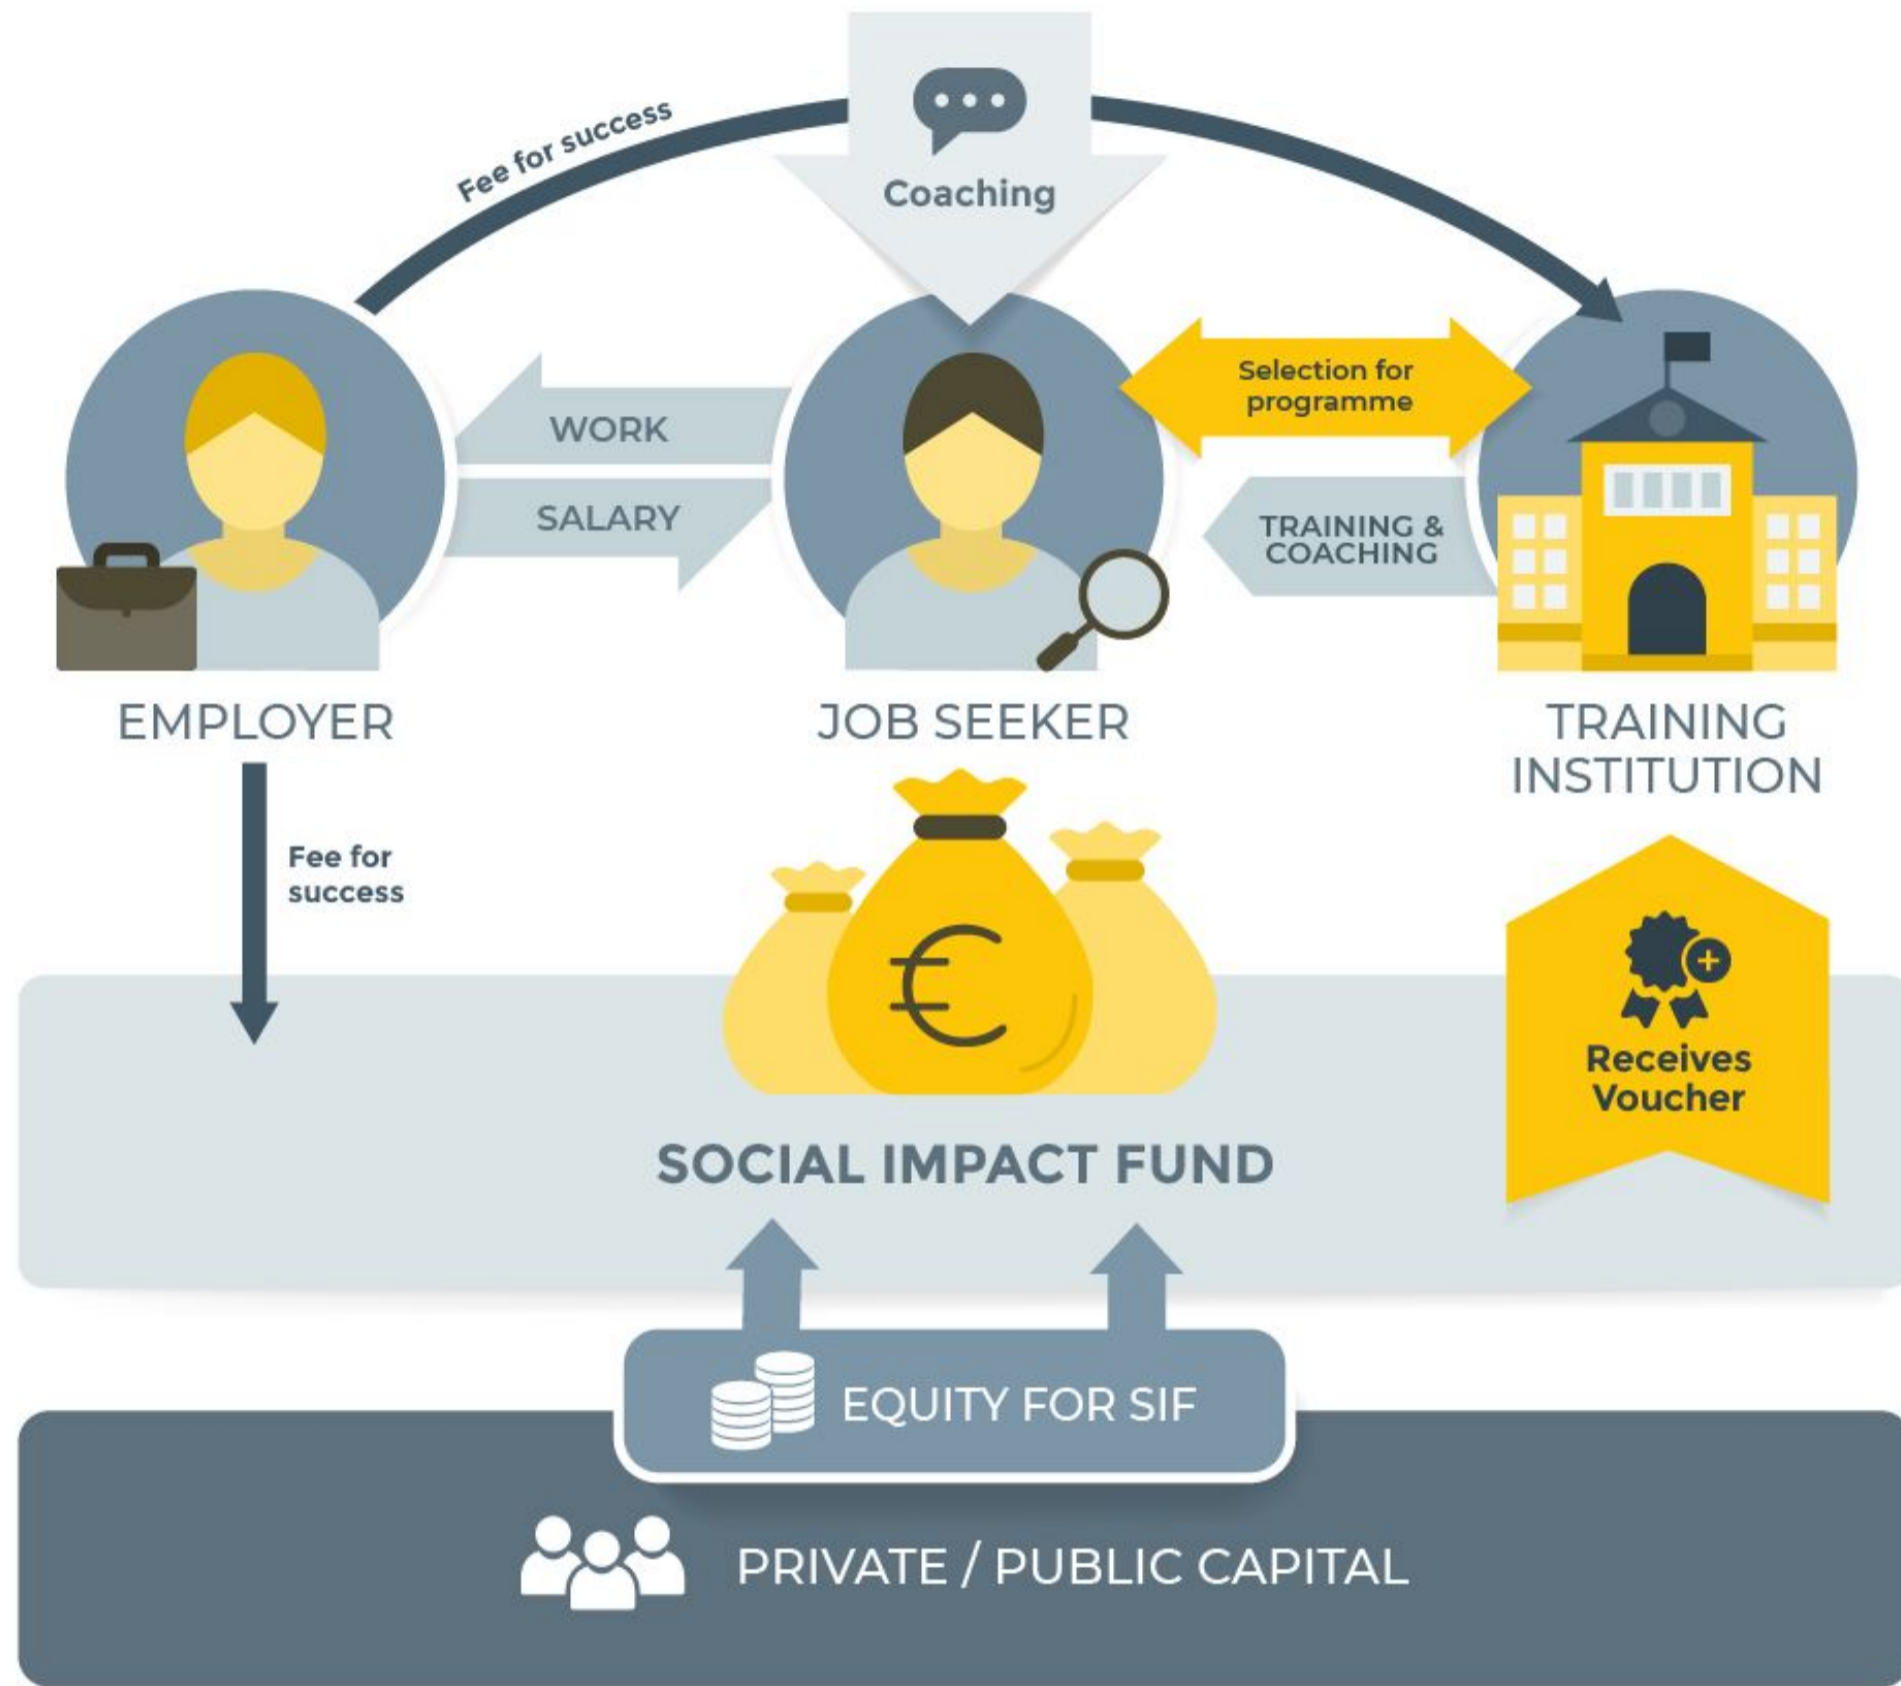 Fee for success
Coaching
Selection for
programme
WORK
SALARY
TRAINING &
COACHING
EMPLOYER
JOB SEEKER
TRAINING
INSTITUTION
Fee for
success
€
Receives
Voucher
SOCIAL IMPACT FUND
EQUITY FOR SIF
PRIVATE / PUBLIC CAPITAL